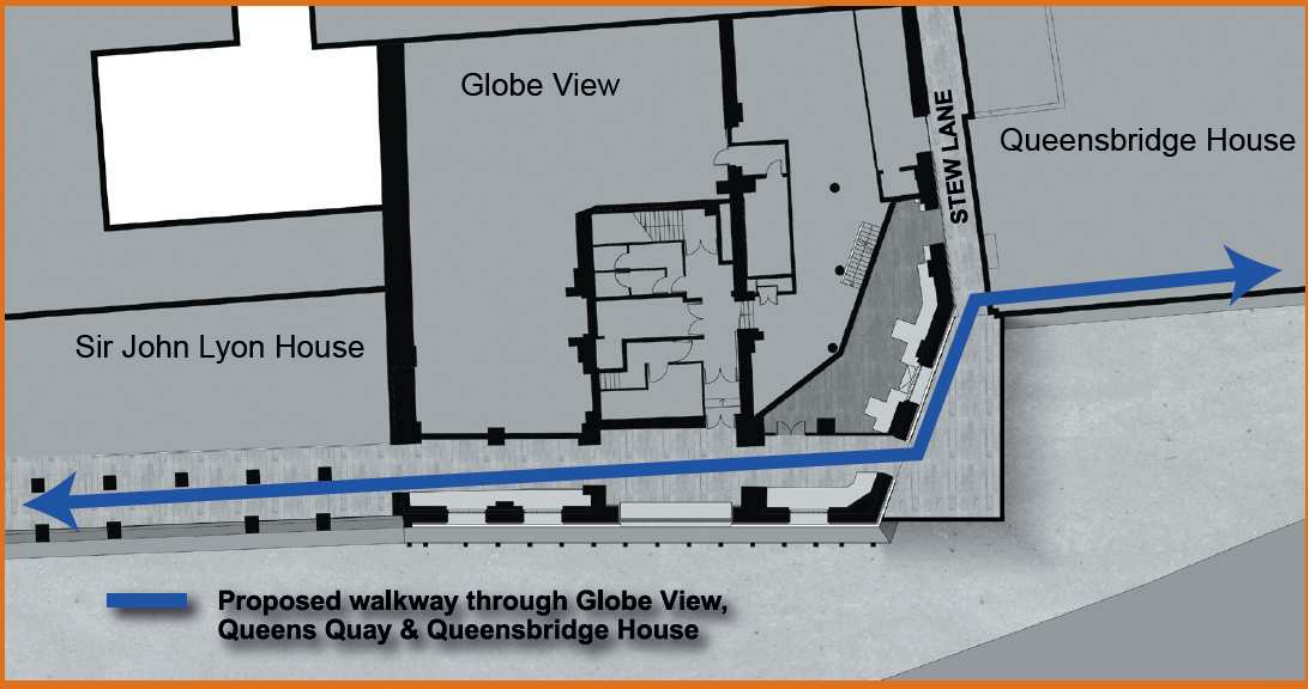 Globe View
STEW LANE
Queensbridge House
Sir John Lyon House
Proposed walkway through Globe View,
Queens Quay & Queensbridge House